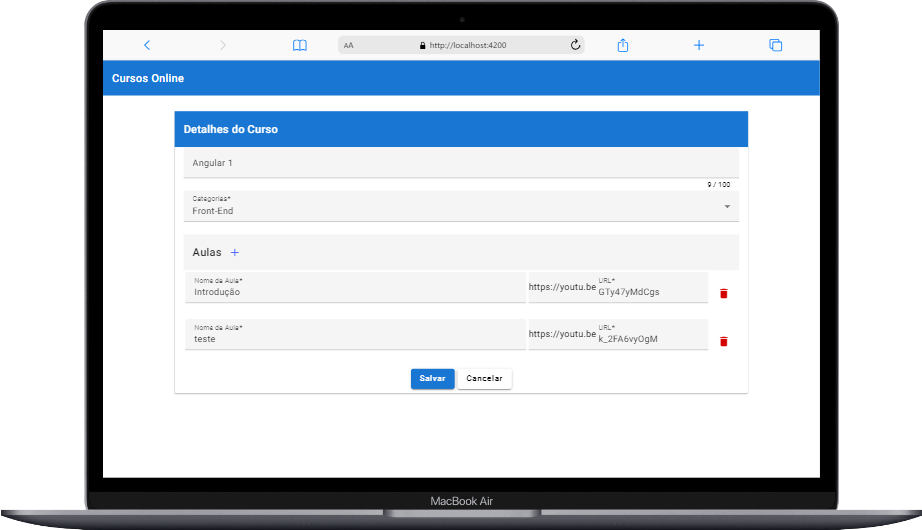 AA http://localhost:4200
Cursos Online
Detalhes do Curso
Angular 1
9 / 100
Categorias*
Front-End
Aulas +
Nome da Aula*
Introdução
https://youtu.be
URL*
GTy47yMdCgs
Nome da Aula*
teste
https://youtu.be
URL*
k_2FA6vyOgM
Salvar Cancelar
MacBook Air